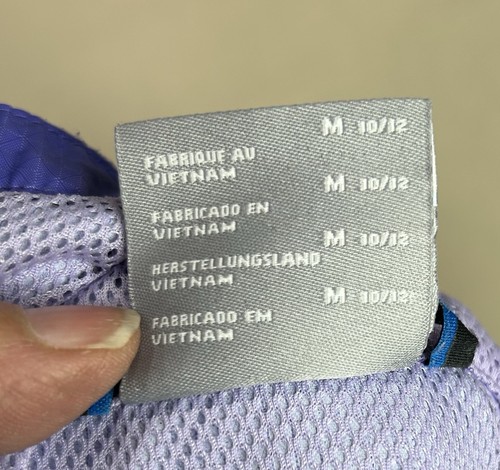 M 10/12
FABRIQUE AU
VIETNAM
M 10/12
FABRICADO EN
VIETNAM
M 10/12
HERSTELLUNGSLAND
VIETNAM
M 10/12
FABRICADO EM
VIETNAM